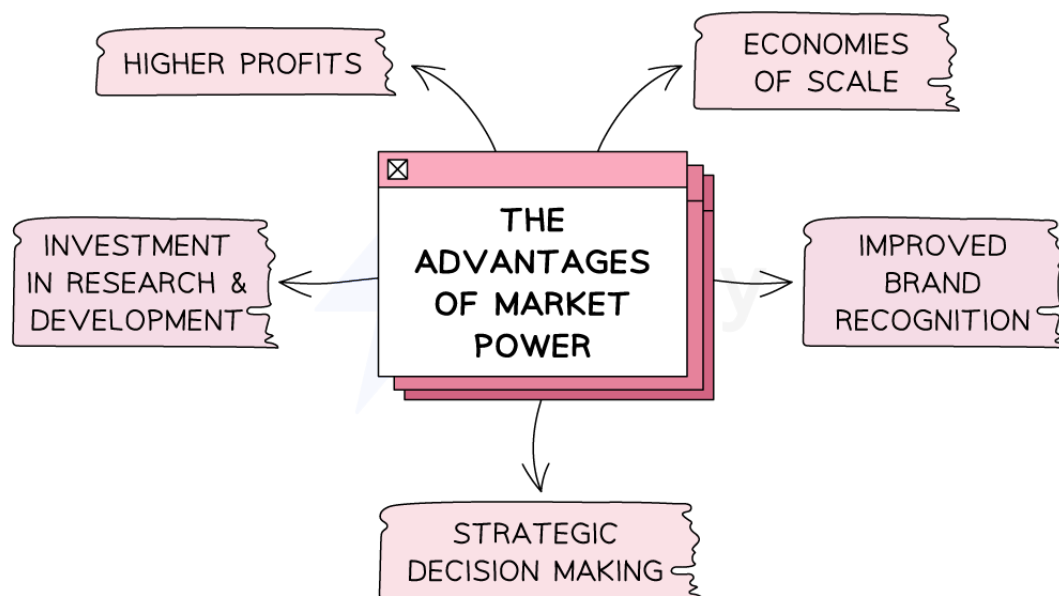 HIGHER PROFITS
ECONOMIES
OF SCALE
THE
ADVANTAGES
OF MARKET
POWER
INVESTMENT
IN RESEARCH &
DEVELOPMENT
IMPROVED
BRAND
RECOGNITION
STRATEGIC
DECISION MAKING